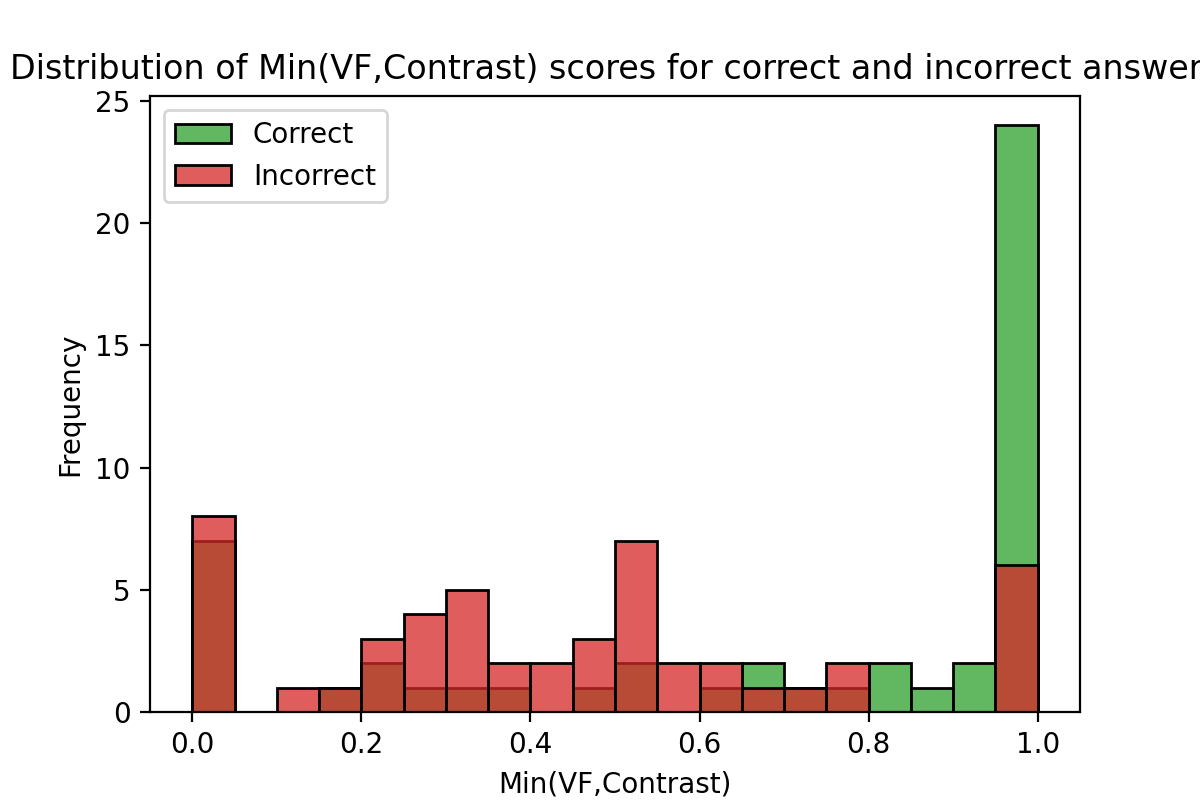 Distribution of Min(VF,Contrast) scores for correct and incorrect answer
25
Correct
Incorrect
20
15
10
5
0
Frequency
0.0 0.2 0.4 0.6 0.8 1.0
Min(VF,Contrast)